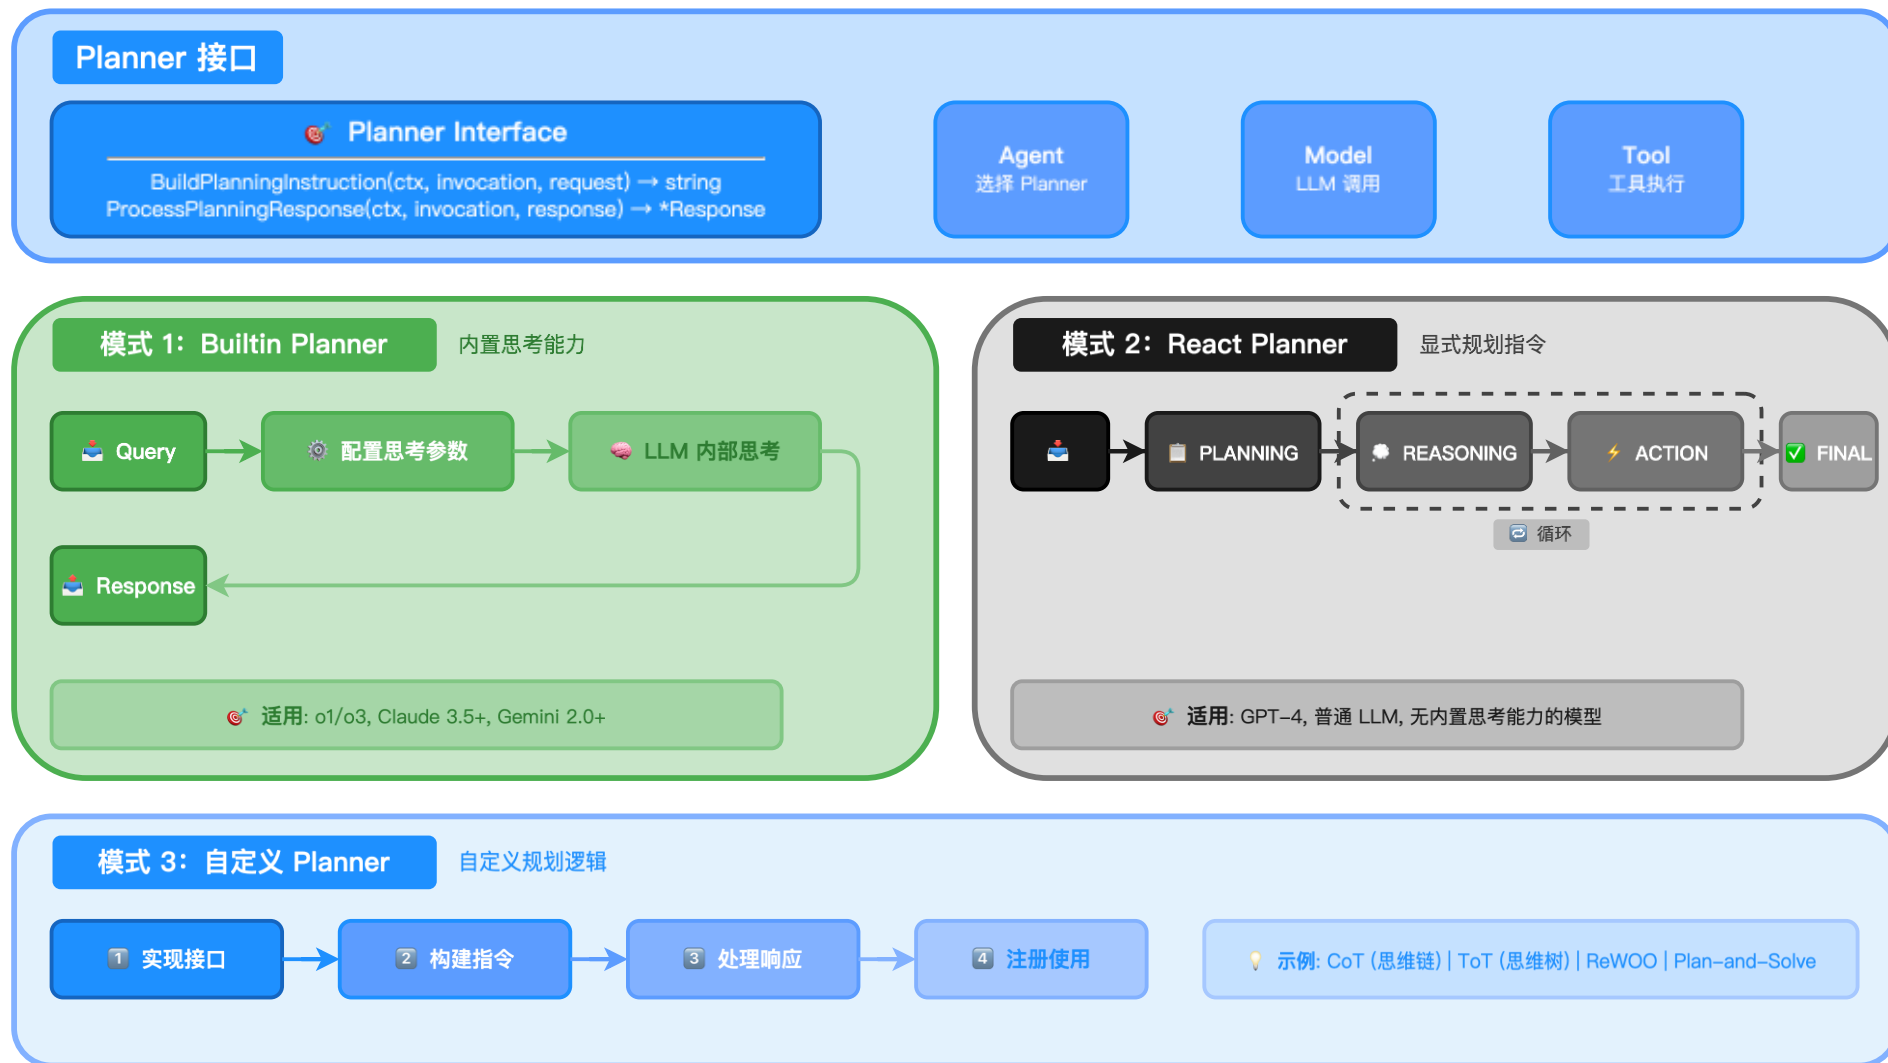 Planner 接口
🎯 Planner Interface
BuildPlanningInstruction(ctx, invocation, request) → string
ProcessPlanningResponse(ctx, invocation, response) → *Response
Agent
选择 Planner
Model
LLM 调用
Tool
工具执行
模式 1：Builtin Planner
内置思考能力
📥 Query
⚙️ 配置思考参数
🧠 LLM 内部思考
📤 Response
🎯 适用: o1/o3, Claude 3.5+, Gemini 2.0+
模式 2：React Planner
显式规划指令
📥
📋 PLANNING
💭 REASONING
⚡ ACTION
✅ FINAL
🔁 循环
🎯 适用: GPT-4, 普通 LLM, 无内置思考能力的模型
模式 3：自定义 Planner
自定义规划逻辑
1️⃣ 实现接口
2️⃣ 构建指令
3️⃣ 处理响应
4️⃣ 注册使用
💡 示例: CoT (思维链) | ToT (思维树) | ReWOO | Plan-and-Solve